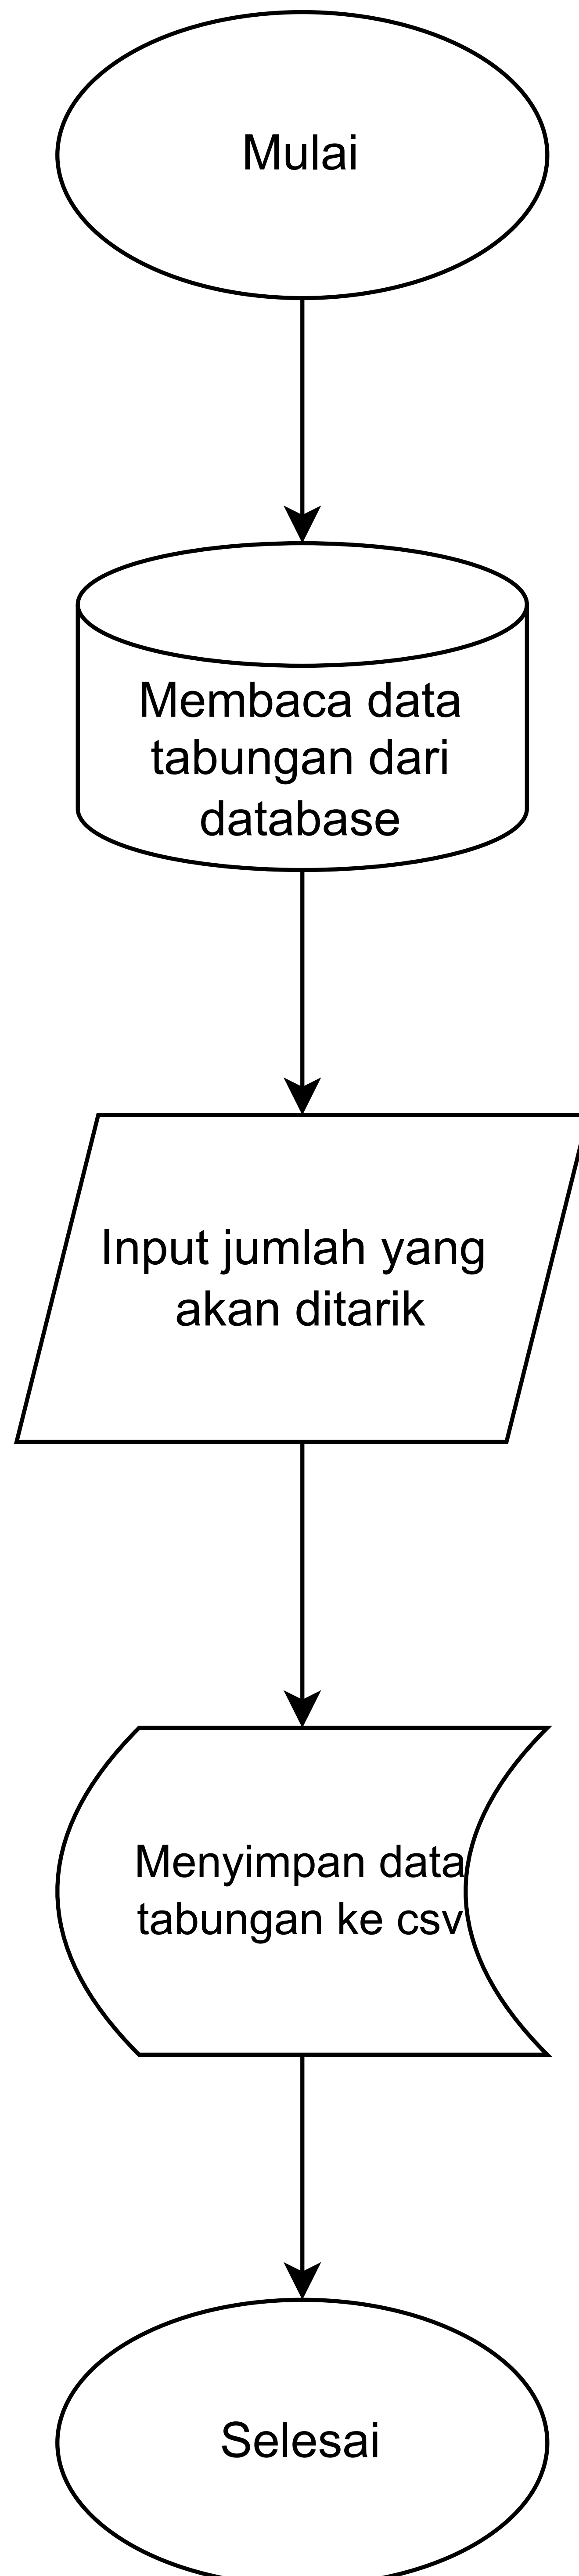 Mulai
Membaca data
tabungan dari
database
Input jumlah yang
akan ditarik
Menyimpan data
tabungan ke csv
Selesai